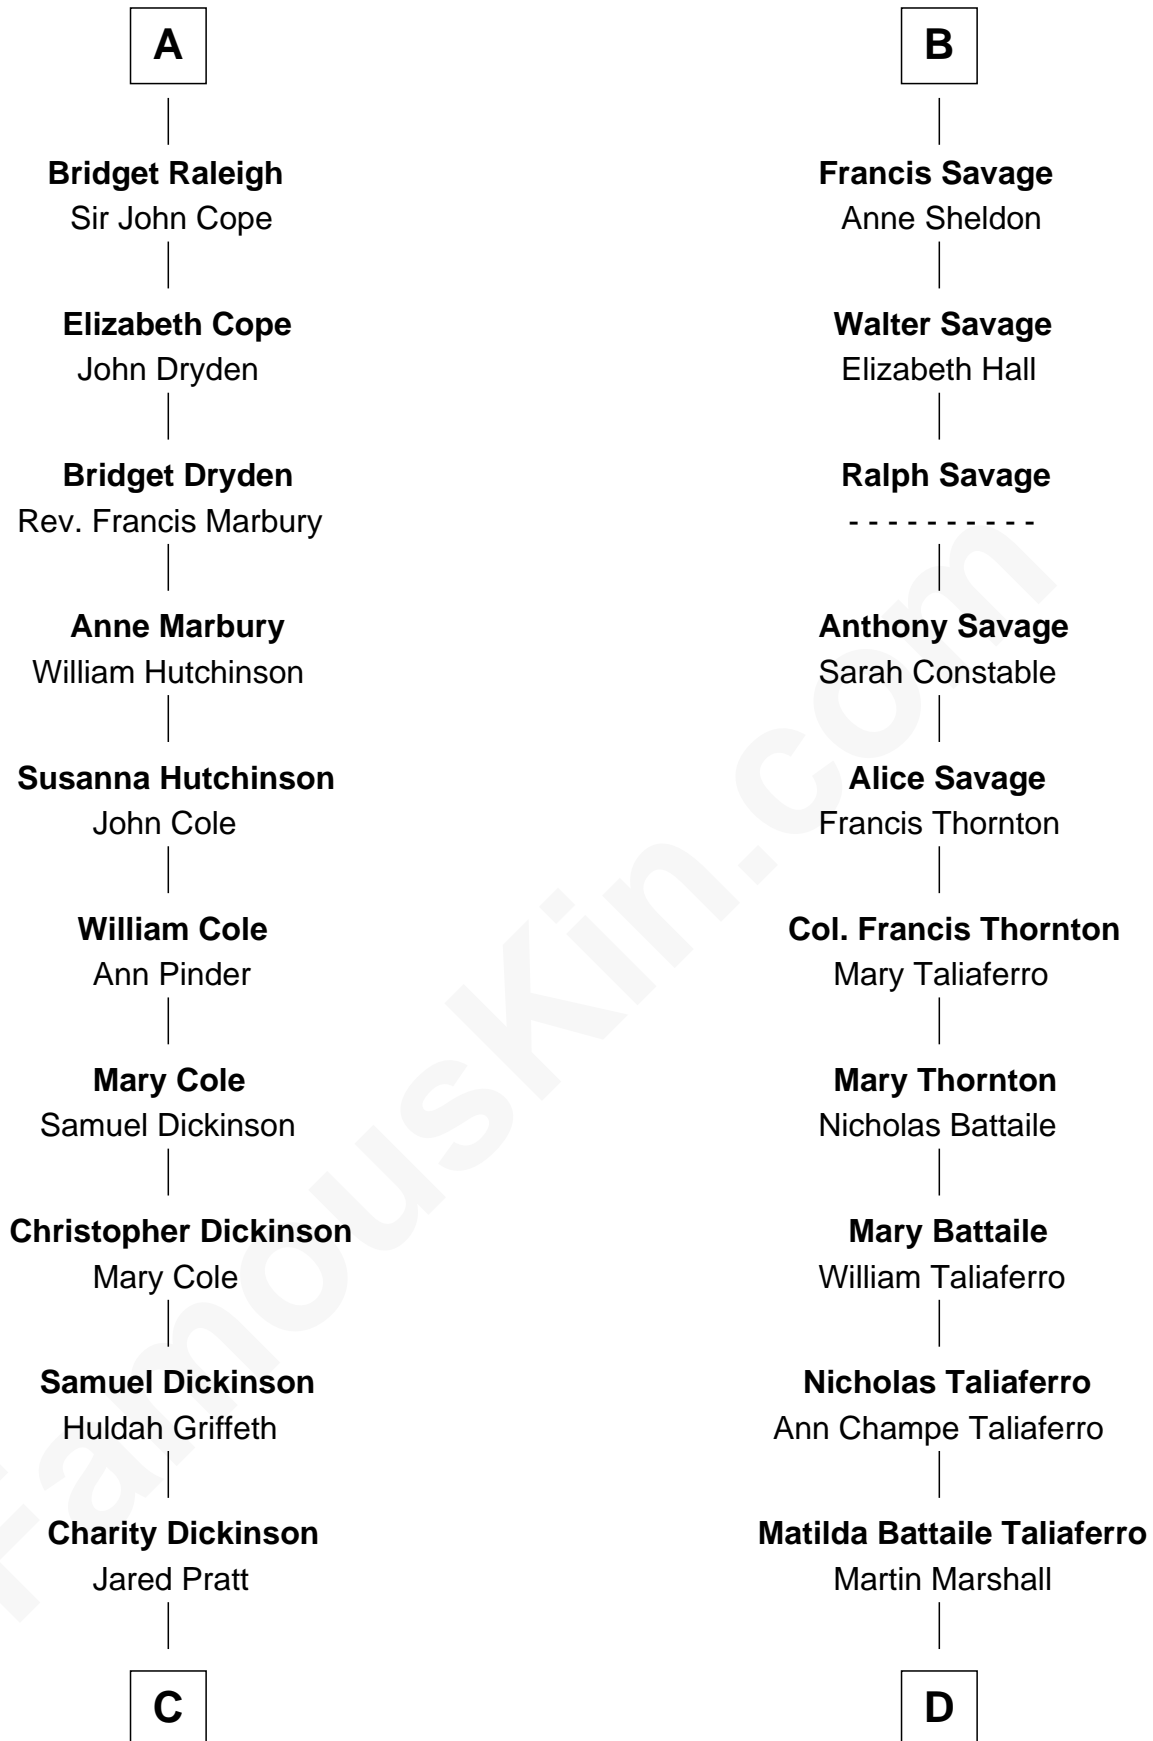 A
Bridget Raleigh
Sir John Cope
Elizabeth Cope
John Dryden
Bridget Dryden
Rev. Francis Marbury
Anne Marbury
William Hutchinson
Susanna Hutchinson
John Cole
William Cole
Ann Pinder
Mary Cole
Samuel Dickinson
Christopher Dickinson
Mary Cole
Samuel Dickinson
Huldah Griffeth
Charity Dickinson
Jared Pratt
C
B
Francis Savage
Anne Sheldon
Walter Savage
Elizabeth Hall
Ralph Savage
- - - - - - - - - -
Anthony Savage
Sarah Constable
Alice Savage
Francis Thornton
Col. Francis Thornton
Mary Taliaferro
Mary Thornton
Nicholas Battaile
Mary Battaile
William Taliaferro
Nicholas Taliaferro
Ann Champe Taliaferro
Matilda Battaile Taliaferro
Martin Marshall
D
FamousKin.com